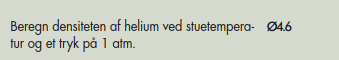 Beregn densiteten af helium ved stuetempera- Ø4.6
tur og et tryk på 1 atm.